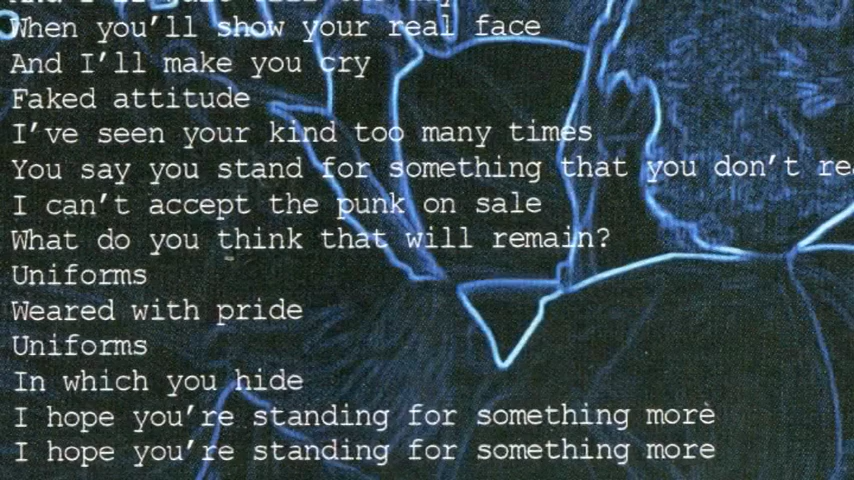 When you'll show your real face
And I'll make you cry
Faked attitude
I've seen your kind too many times
You say you stand for something that you don't
I can't accept the punk on sale
What do you think that will remain?
Uniforms
Weared with pride
Uniforms
In which you hide
I hope you're standing for something more
I hope you're standing for something more